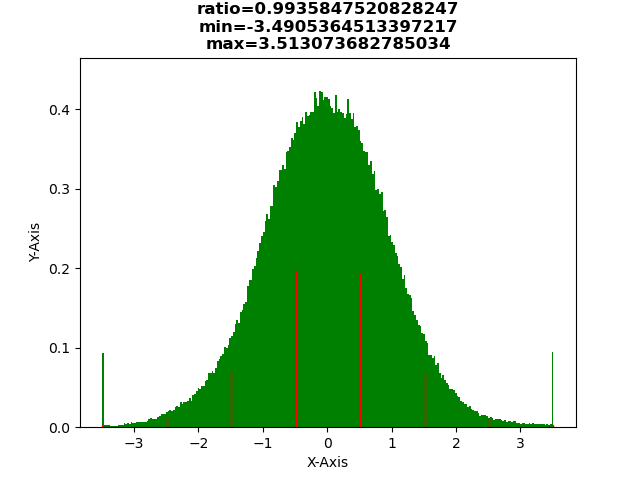 ratio=0.9935847520828247
min=-3.4905364513397217
max=3.513073682785034
0.4
0.3
0.2
0.1
0.0
Y-Axis
−3 −2 −1 0 1 2 3
X-Axis